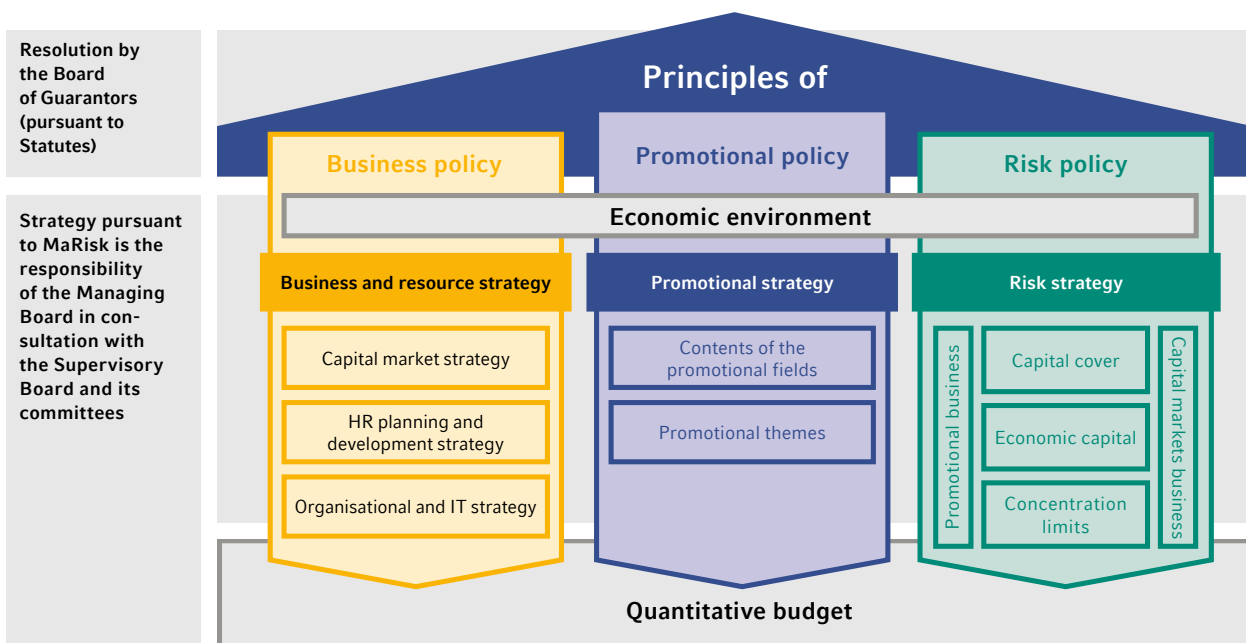 Resolution by
the Board
of Guarantors
(pursuant to
Statutes)
Principles of
Business policy
Promotional policy
Risk policy
Strategy pursuant
to MaRisk is the
responsibility
of the Managing
Board in con-
sultation with
the Supervisory
Board and its
committees
Economic environment
Business and resource strategy
Promotional strategy
Risk strategy
Capital market strategy
HR planning and
development strategy
Organisational and IT strategy
Contents of the
promotional fields
Promotional themes
Promotional business
Capital cover
Economic capital
Concentration
limits
Capital markets business
Quantitative budget